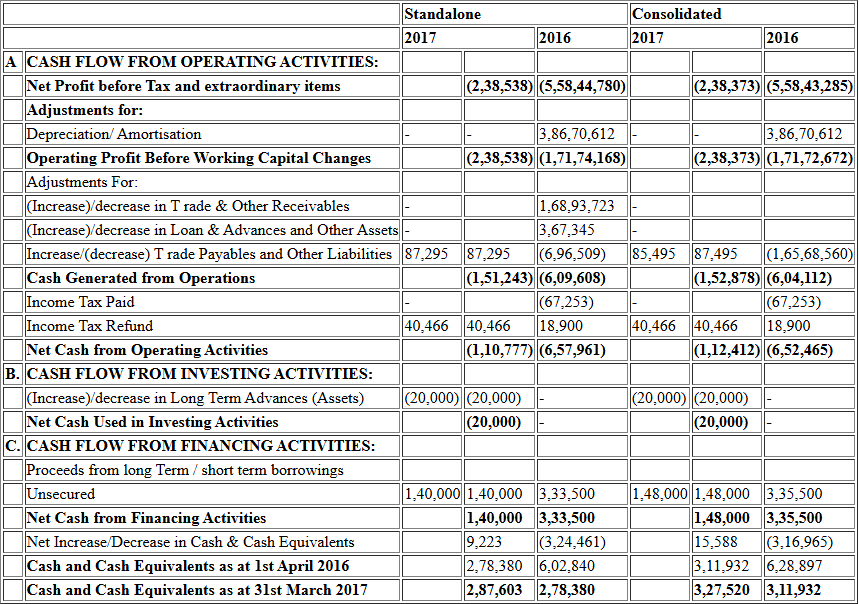 Standalone Consolidated
2017 2016 2017 2016
A CASH FLOW FROM OPERATING ACTIVITIES:
Net Profit before Tax and extraordinary items (2,38,538) (5,58,44,780) (2,38,373) (5,58,43,285)
Adjustments for:
Depreciation/ Amortisation - - 3,86,70,612 - - 3,86,70,612
Operating Profit Before Working Capital Changes (2,38,538) (1,71,74,168) (2,38,373) (1,71,72,672)
Adjustments For:
(Increase)/decrease in T rade & Other Receivables - 1,68,93,723 -
(Increase)/decrease in Loan & Advances and Other Assets - 3,67,345 -
Increase/(decrease) T rade Payables and Other Liabilities 87,295 87,295 (6,96,509) 85,495 87,495 (1,65,68,560)
Cash Generated from Operations (1,51,243) (6,09,608) (1,52,878) (6,04,112)
Income Tax Paid - (67,253) - (67,253)
Income Tax Refund 40,466 40,466 18,900 40,466 40,466 18,900
Net Cash from Operating Activities (1,10,777) (6,57,961) (1,12,412) (6,52,465)
B. CASH FLOW FROM INVESTING ACTIVITIES:
(Increase)/decrease in Long Term Advances (Assets) (20,000) (20,000) - (20,000) (20,000) -
Net Cash Used in Investing Activities (20,000) - (20,000) -
C. CASH FLOW FROM FINANCING ACTIVITIES:
Proceeds from long Term / short term borrowings
Unsecured 1,40,000 1,40,000 3,33,500 1,48,000 1,48,000 3,35,500
Net Cash from Financing Activities 1,40,000 3,33,500 1,48,000 3,35,500
Net Increase/Decrease in Cash & Cash Equivalents 9,223 (3,24,461) 15,588 (3,16,965)
Cash and Cash Equivalents as at 1st April 2016 2,78,380 6,02,840 3,11,932 6,28,897
Cash and Cash Equivalents as at 31st March 2017 2,87,603 2,78,380 3,27,520 3,11,932